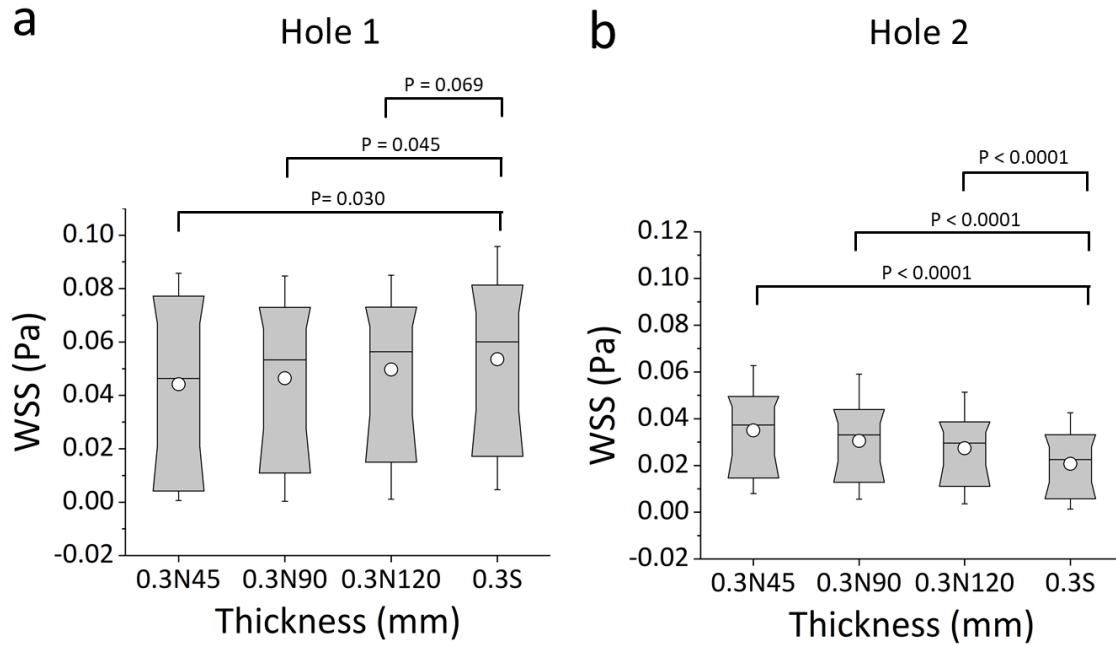 a
Hole 1
P = 0.069
P = 0.045
P= 0.030
WSS (Pa)
0.10
0.08
0.06
0.04
0.02
0.00
-0.02
0.3N45 0.3N90 0.3N120 0.3S
Thickness (mm)
b
Hole 2
P < 0.0001
P < 0.0001
P < 0.0001
WSS (Pa)
0.12
0.10
0.08
0.06
0.04
0.02
0.00
-0.02
0.3N45 0.3N90 0.3N120 0.3S
Thickness (mm)